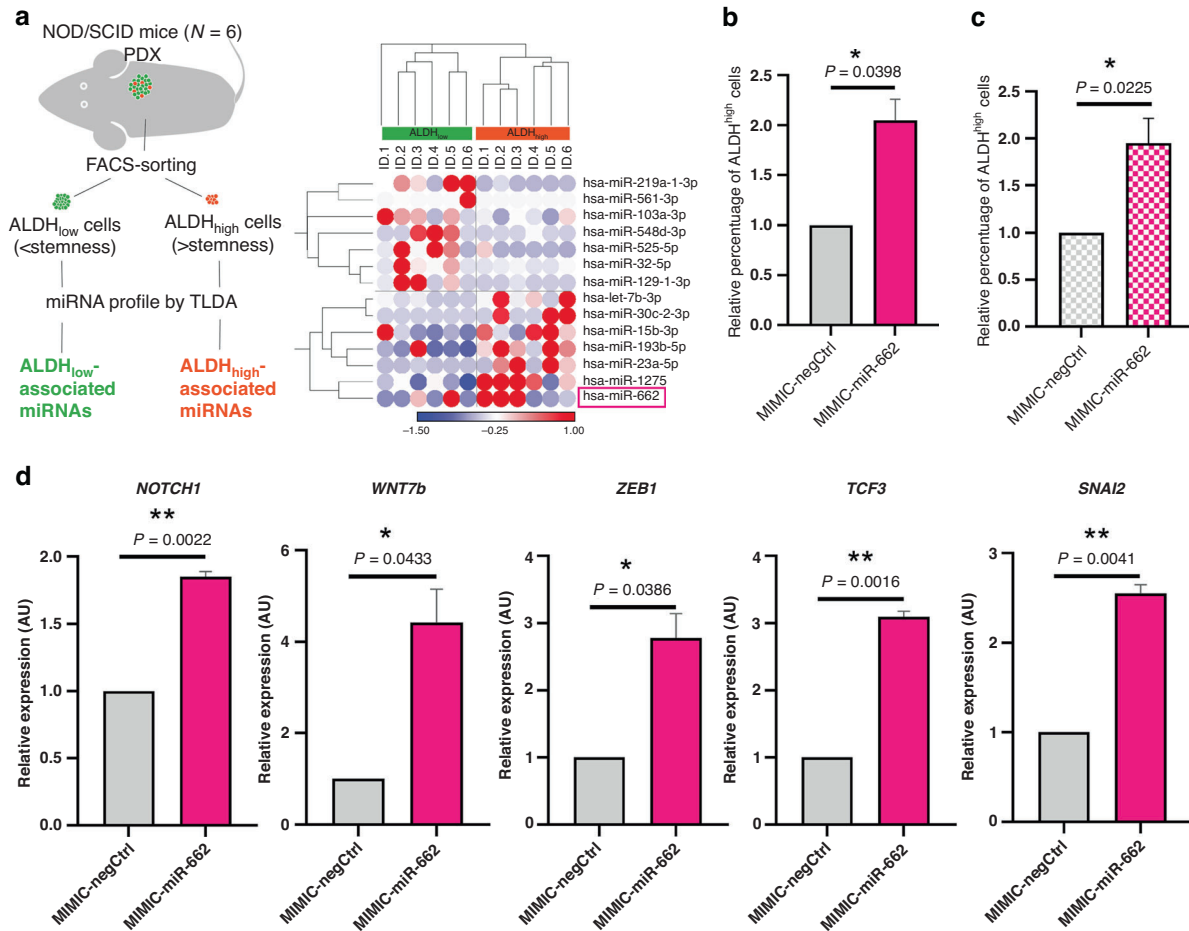 a
NOD/SCID mice (N = 6)
PDX
FACS-sorting
ALDHlow cells
(<stemness)
ALDHhigh cells
(>stemness)
miRNA profile by TLDA
ALDHlow-
associated
miRNAs
ALDHhigh-
associated
miRNAs
ALDHlow
ALDHhigh
ID.1
ID.2
ID.3
ID.4
ID.5
ID.6
ID.1
ID.2
ID.3
ID.4
ID.5
ID.6
hsa-miR-219a-1-3p
hsa-miR-561-3p
hsa-miR-103a-3p
hsa-miR-548d-3p
hsa-miR-525-5p
hsa-miR-32-5p
hsa-miR-129-1-3p
hsa-let-7b-3p
hsa-miR-30c-2-3p
hsa-miR-15b-3p
hsa-miR-193b-5p
hsa-miR-23a-5p
hsa-miR-1275
hsa-miR-662
−1.50
−0.25
1.00
b
*
P = 0.0398
Relative percentuage of ALDHhigh cells
2.5
2.0
1.5
1.0
0.5
0.0
MIMIC-negCtrl
MIMIC-miR-662
c
*
P = 0.0225
Relative percentage of ALDHhigh cells
2.5
2.0
1.5
1.0
0.5
0.0
MIMIC-negCtrl
MIMIC-miR-662
d
NOTCH1
**
P = 0.0022
Relative expression (AU)
2.0
1.5
1.0
0.5
0.0
MIMIC-negCtrl
MIMIC-miR-662
WNT7b
*
P = 0.0433
Relative expression (AU)
6
4
2
0
MIMIC-negCtrl
MIMIC-miR-662
ZEB1
*
P = 0.0386
Relative expression (AU)
4
3
2
1
0
MIMIC-negCtrl
MIMIC-miR-662
TCF3
**
P = 0.0016
Relative expression (AU)
4
3
2
1
0
MIMIC-negCtrl
MIMIC-miR-662
SNAI2
**
P = 0.0041
Relative expression (AU)
3
2
1
0
MIMIC-negCtrl
MIMIC-miR-662